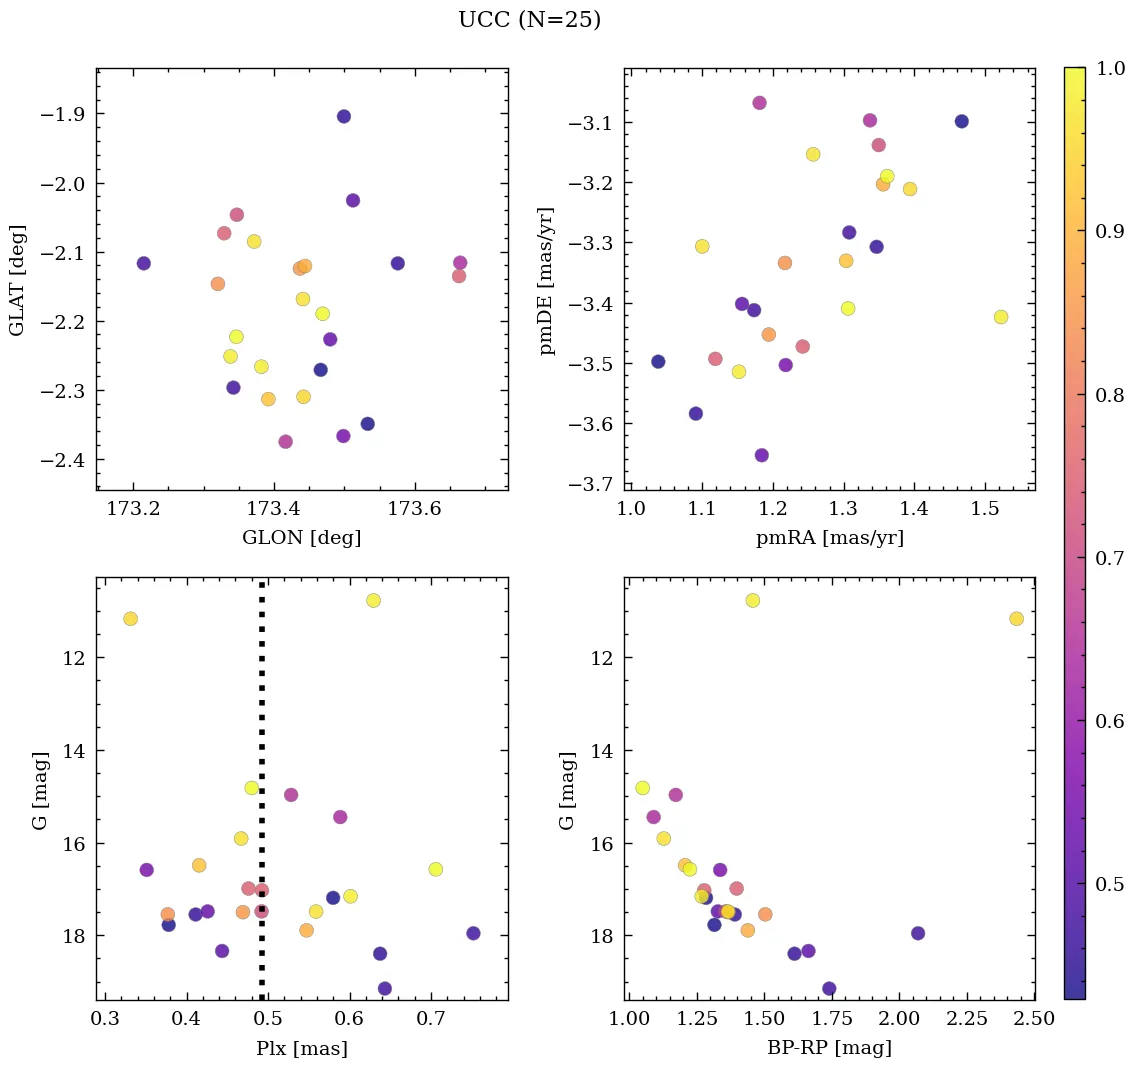 UCC (N=25)
−1.9
−2.0
−2.1
−2.2
−2.3
−2.4
GLAT [deg]
173.2 173.4 173.6
GLON [deg]
−3.1
−3.2
−3.3
−3.4
−3.5
−3.6
−3.7
pmDE [mas/yr]
1.0 1.1 1.2 1.3 1.4 1.5
pmRA [mas/yr]
12
14
16
18
G [mag]
0.3 0.4 0.5 0.6 0.7
Plx [mas]
12
14
16
18
G [mag]
1.00 1.25 1.50 1.75 2.00 2.25 2.50
BP-RP [mag]
1.0
0.9
0.8
0.7
0.6
0.5